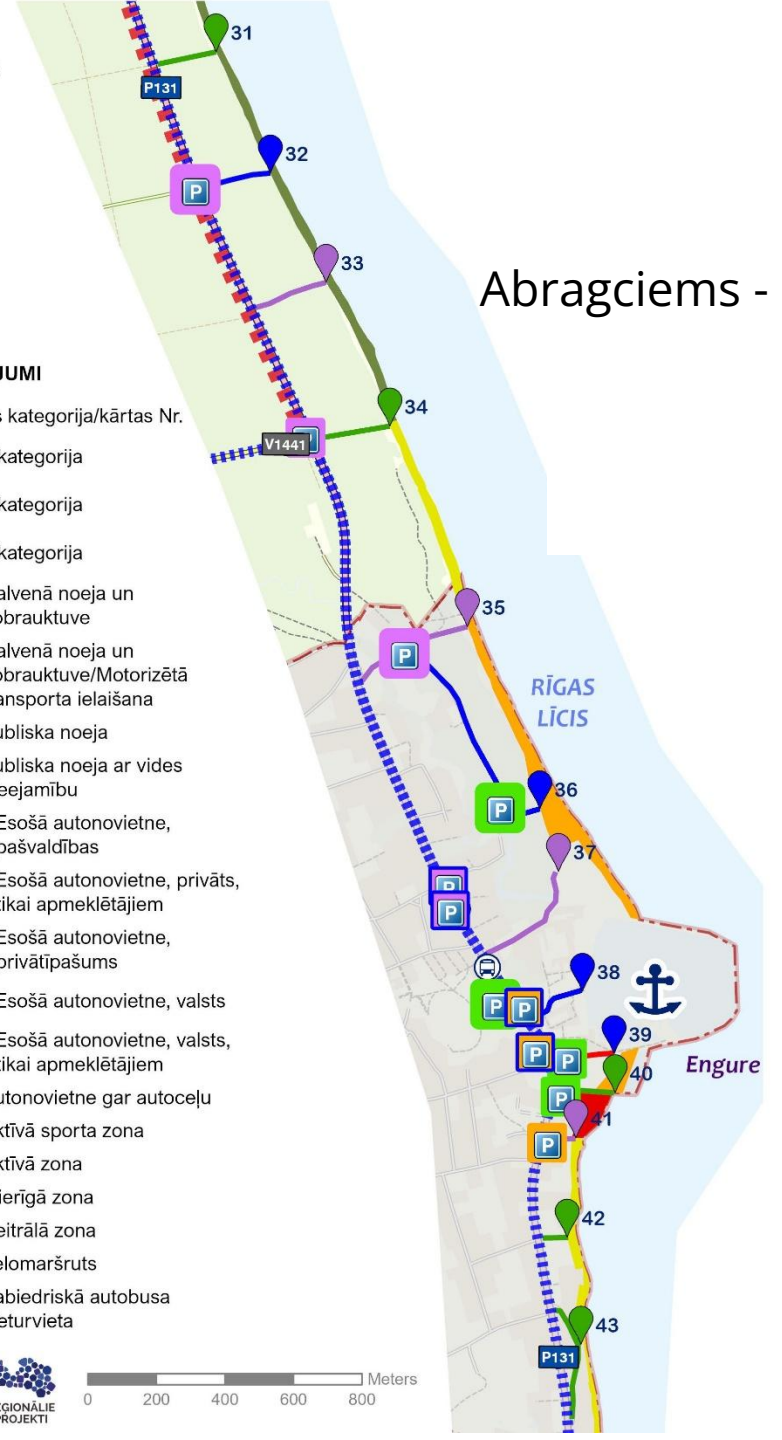 31
P131
32
P
33
Abragciems -
JUMI
s kategorija/kārtas Nr.
34
V1441
kategorija
kategorija
kategorija
alvenā noeja un
obrauktuve
35
P
alvenā noeja un
obrauktuve/Motorizētā
ansporta ielaišana
RĪGAS
LĪCIS
ubliska noeja
ubliska noeja ar vides
eejamību
36
P
Esošā autonovietne,
pašvaldības
37
Esošā autonovietne, privāts,
tikai apmeklētājiem
P
P
Esošā autonovietne,
privātīpašums
38
Esošā autonovietne, valsts
P
P
Esošā autonovietne, valsts,
tikai apmeklētājiem
39
P
P
Engure
40
utonovietne gar autoceļu
P
41
ktīvā sporta zona
P
ktīvā zona
ierīgā zona
42
eitrālā zona
elomaršruts
abiedriskā autobusa
eturvieta
43
P131
Meters
0 200 400 600 800
EĢIONĀLIE
PROJEKTI